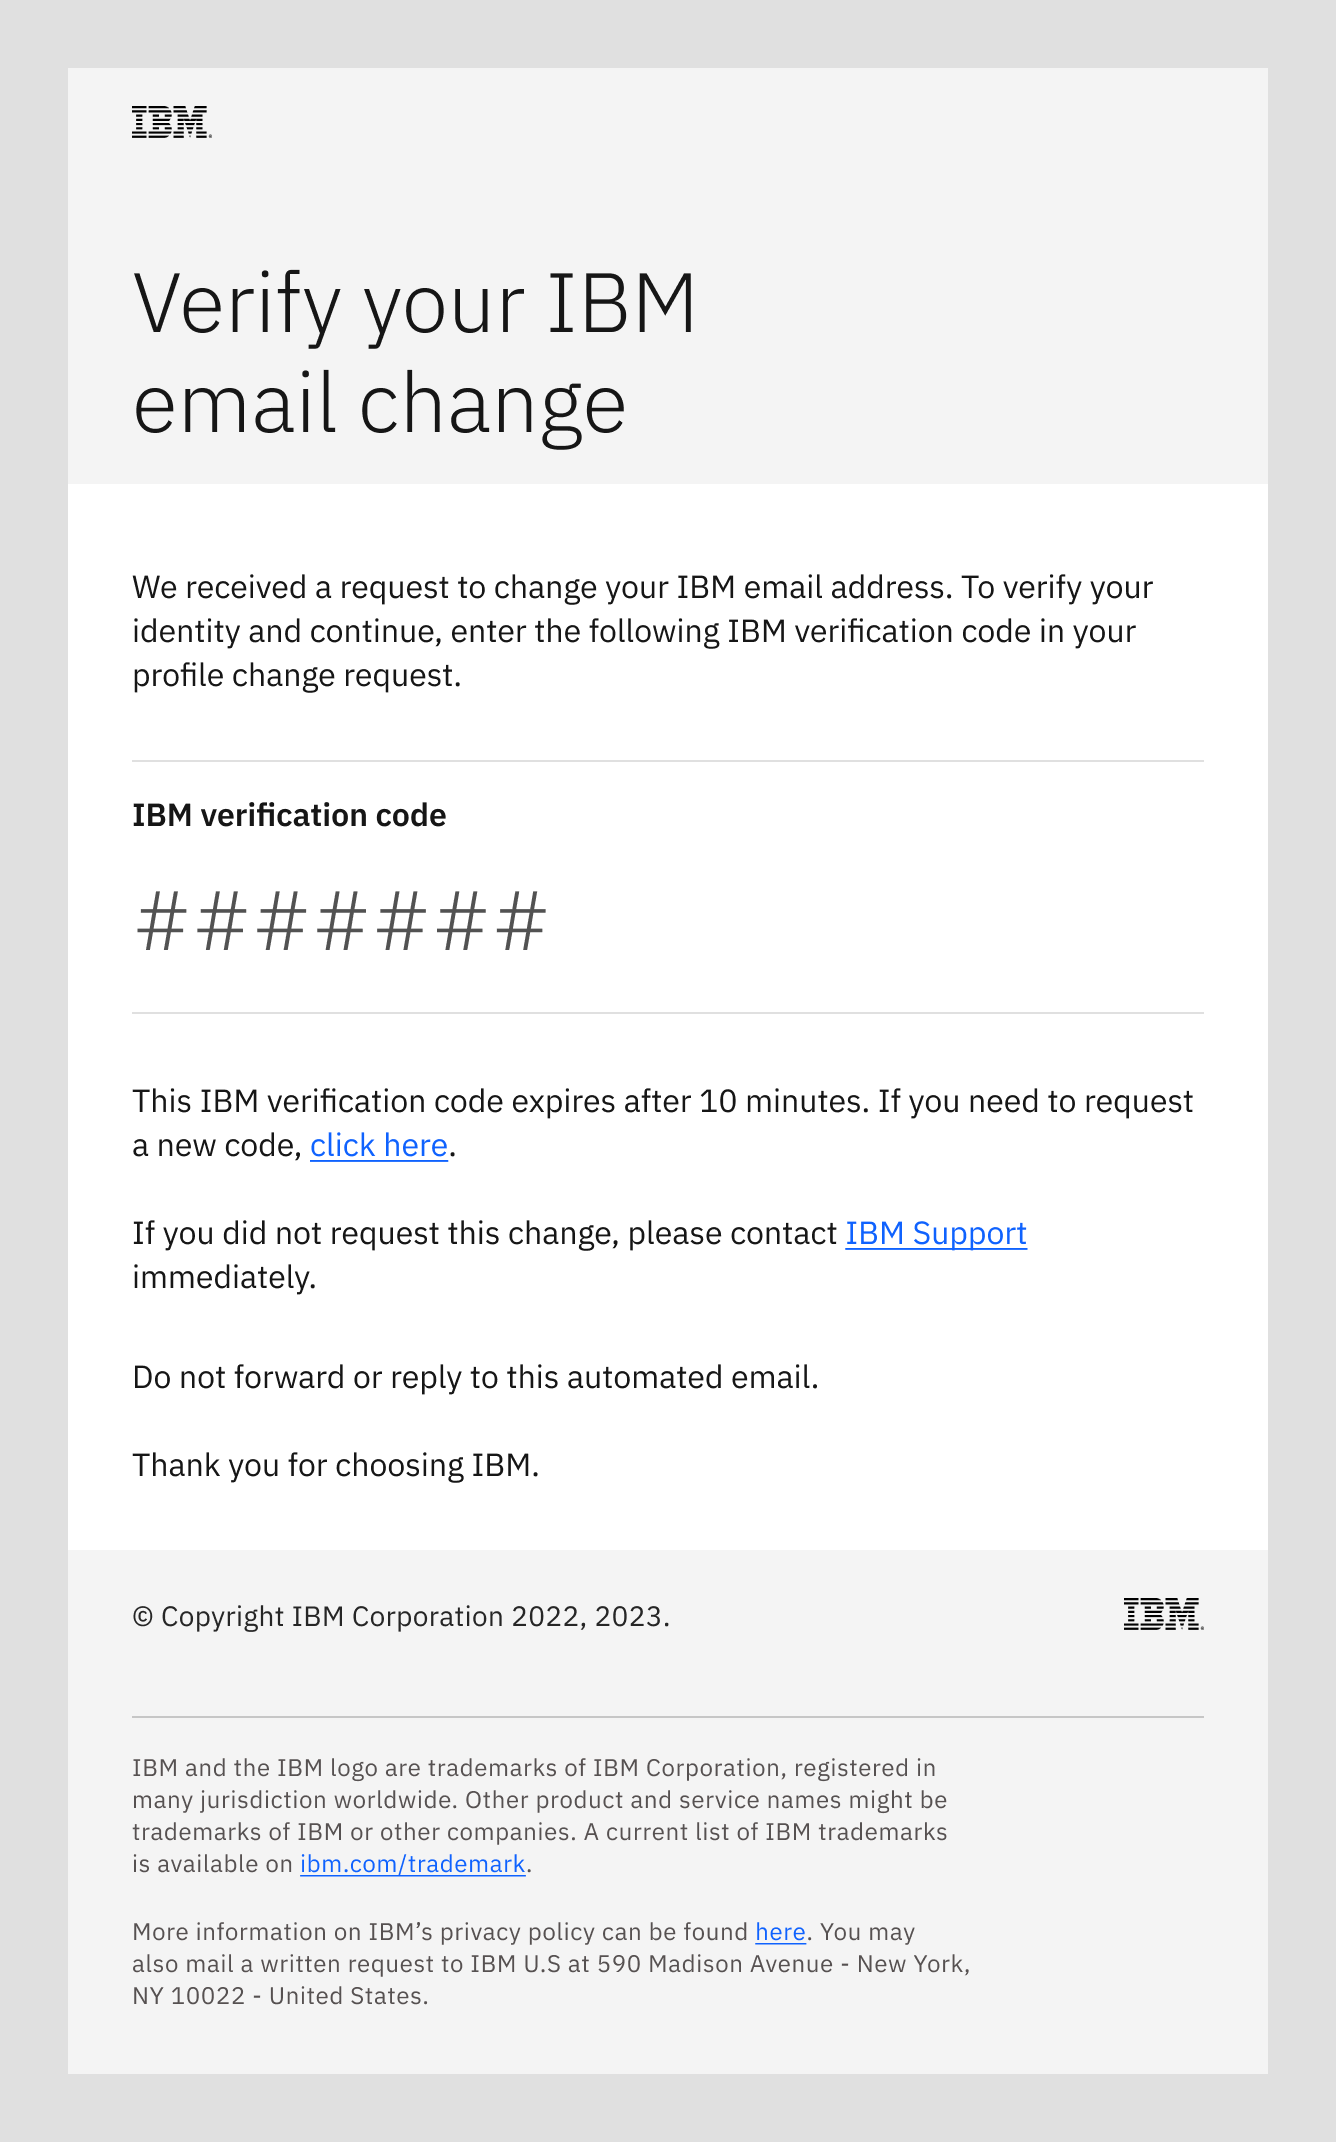 IBM
Verify your IBM
email change
We received a request to change your IBM email address. To verify your
identity and continue, enter the following IBM verification code in your
profile change request.
IBM verification code
#######
This IBM verification code expires after 10 minutes. If you need to request
a new code, click here.
If you did not request this change, please contact IBM Support
immediately.
Do not forward or reply to this automated email.
Thank you for choosing IBM.
© Copyright IBM Corporation 2022, 2023.
IBM
IBM and the IBM logo are trademarks of IBM Corporation, registered in
many jurisdiction worldwide. Other product and service names might be
trademarks of IBM or other companies. A current list of IBM trademarks
is available on ibm.com/trademark.
More information on IBM’s privacy policy can be found here. You may
also mail a written request to IBM U.S at 590 Madison Avenue - New York,
NY 10022 - United States.